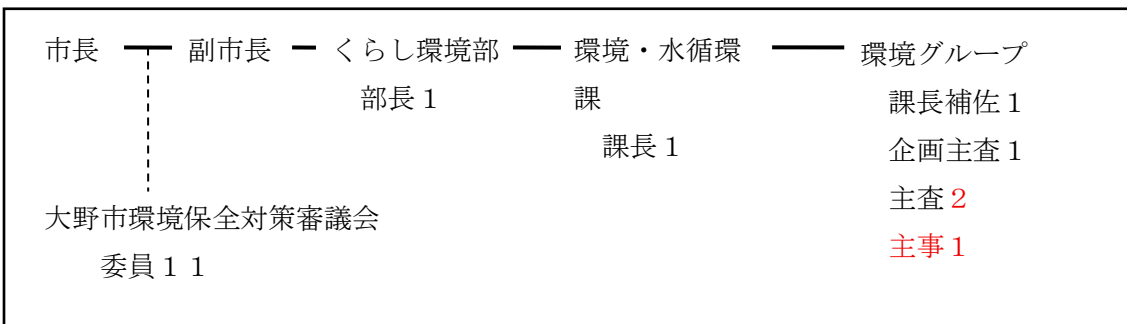 市長 副市長 くらし環境部 環境・水循環 環境グループ
部長1 課 課長補佐1
課長1 企画主査1
主査2
大野市環境保全対策審議会 主事1
委員11